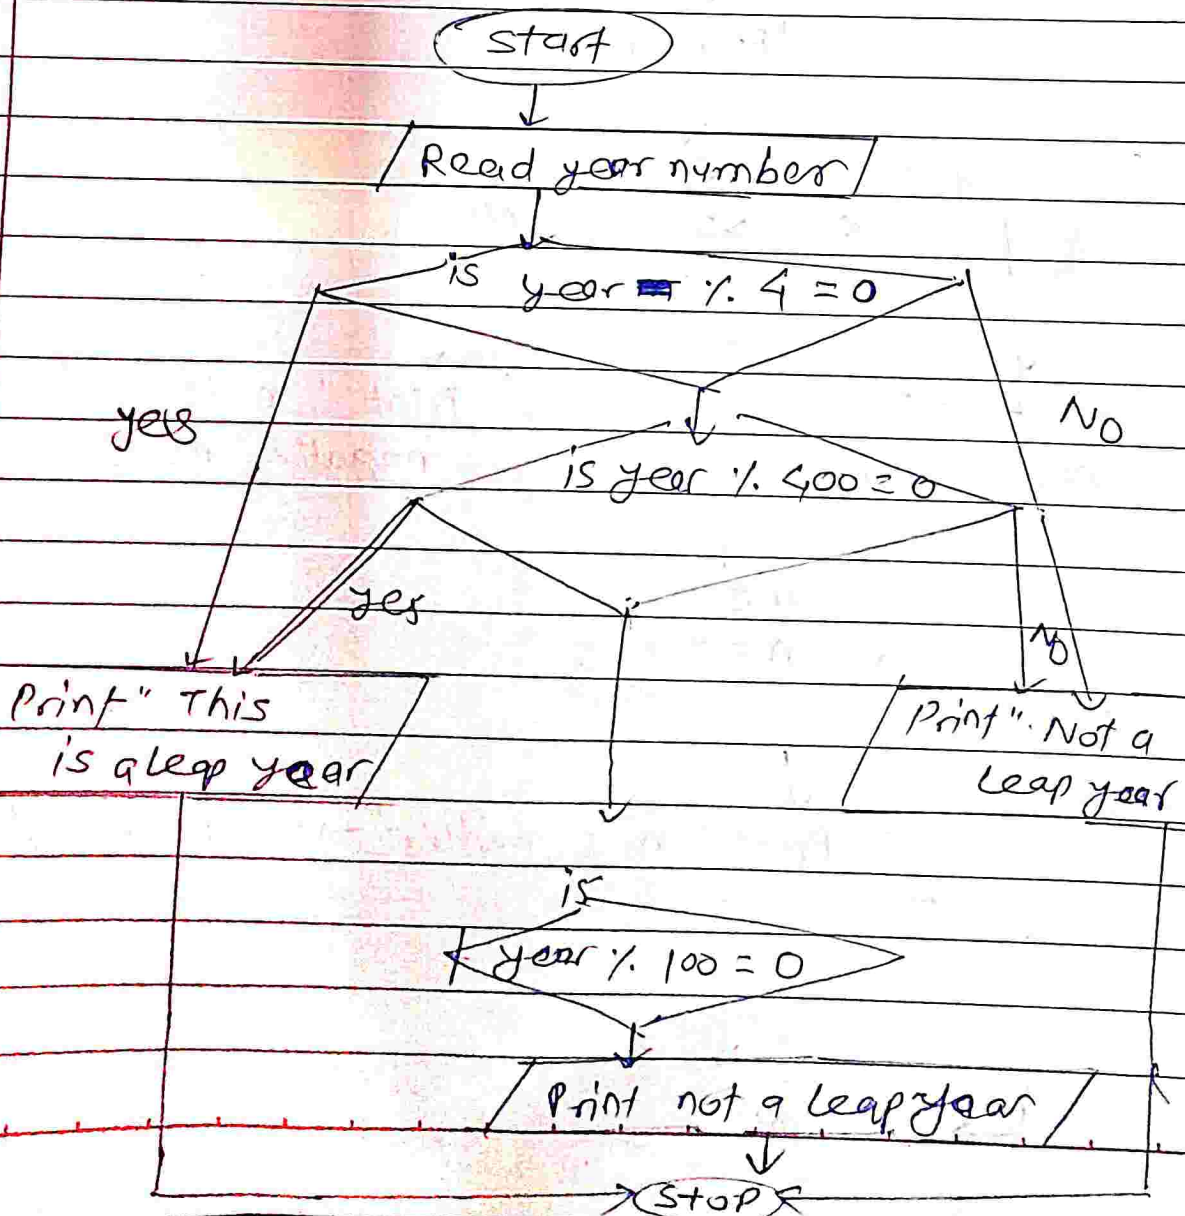 Start
Read year number
is year % 4 = 0
yes
NO
is year % 400 = 0
yes
NO
Print" This
is a leap year
Print" Not a
leap year
is
year % 100 = 0
Print not a leap year
Stop